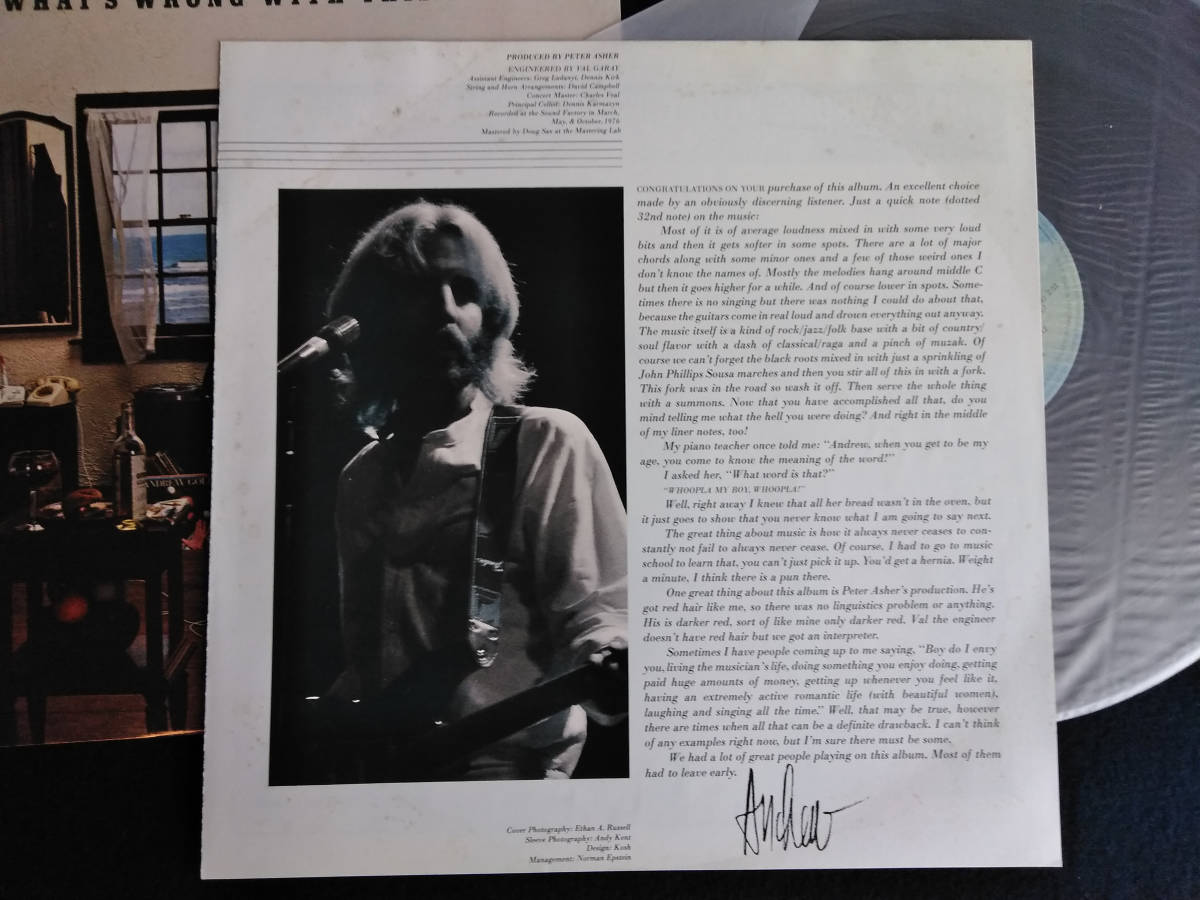 WHAT'S WRONG WITH
PRODUCED BY PETER ASHER
ENGINEERED BY VAL GARAY
Assistant Engineers: Greg Ladanyi, Dennis Kirk
String and Horn Arrangements: David Campbell
Concert Master: Charles Veal
Principal Cellist: Dennis Karmazyn
Recorded at the Sound Factory in March,
May, & October, 1976
Mastered by Doug Sax at the Mastering Lab
CONGRATULATIONS ON YOUR purchase of this album. An excellent choice
made by an obviously discerning listener. Just a quick note (dotted
32nd note) on the music:
Most of it is of average loudness mixed in with some very loud
bits and then it gets softer in some spots. There are a lot of major
chords along with some minor ones and a few of those weird ones I
don't know the names of. Mostly the melodies hang around middle C
but then it goes higher for a while. And of course lower in spots. Some-
times there is no singing but there was nothing I could do about that,
because the guitars come in real loud and drown everything out anyway.
The music itself is a kind of rock/jazz/folk base with a bit of country/
soul flavor with a dash of classical/raga and a pinch of muzak. Of
course we can't forget the black roots mixed in with just a sprinkling of
John Phillips Sousa marches and then you stir all of this in with a fork.
This fork was in the road so wash it off. Then serve the whole thing
with a summons. Now that you have accomplished all that, do you
mind telling me what the hell you were doing? And right in the middle
of my liner notes, too!
My piano teacher once told me: "Andrew, when you get to be my
age, you come to know the meaning of the word!"
I asked her, "What word is that?"
"WHOOPLA MY BOY, WHOOPLA!"
Well, right away I knew that all her bread wasn't in the oven, but
it just goes to show that you never know what I am going to say next.
The great thing about music is how it always never ceases to con-
stantly not fail to always never cease. Of course, I had to go to music
school to learn that, you can't just pick it up. You'd get a hernia. Weight
a minute, I think there is a pun there.
One great thing about this album is Peter Asher's production. He's
got red hair like me, so there was no linguistics problem or anything.
His is darker red, sort of like mine only darker red. Val the engineer
doesn't have red hair but we got an interpreter.
Sometimes I have people coming up to me saying, "Boy do I envy
you, living the musician's life, doing something you enjoy doing, getting
paid huge amounts of money, getting up whenever you feel like it,
having an extremely active romantic life (with beautiful women),
laughing and singing all the time." Well, that may be true, however
there are times when all that can be a definite drawback. I can't think
of any examples right now, but I'm sure there must be some.
We had a lot of great people playing on this album. Most of them
had to leave early.
Andrew
ANDREW GOL
Cover Photography: Ethan A. Russell
Sleeve Photography: Andy Kent
Design: Kosh
Management: Norman Epstein